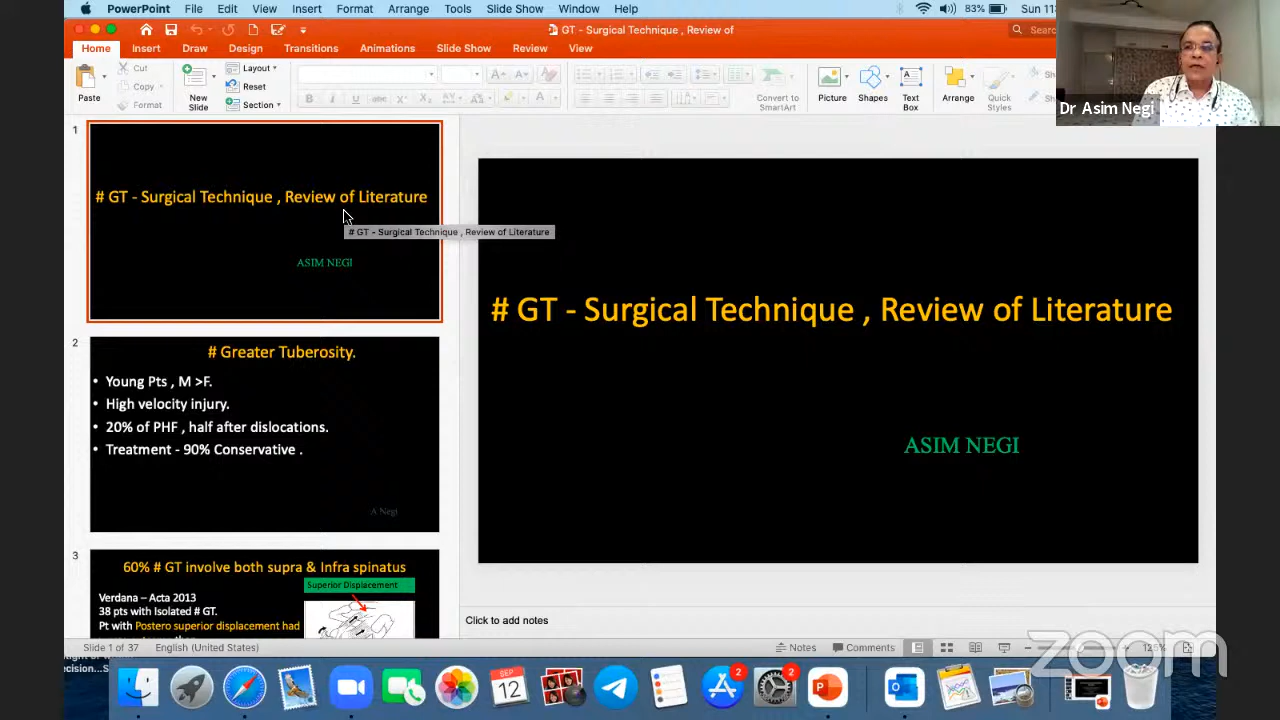 PowerPoint File Edit View Insert Format Arrange Tools Slide Show Window Help 83% Sun
GT - Surgical Technique , Review of
Home Insert Draw Design Transitions Animations Slide Show Review View
Paste
Cut
Copy
Format
New Slide
Layout
Reset
Section
Convert to SmartArt
Picture
Shapes
Text Box
Arrange
Quick Styles
Dr Asim Negi
1
# GT - Surgical Technique , Review of Literature
# GT - Surgical Technique , Review of Literature
ASIM NEGI
2
# Greater Tuberosity.
• Young Pts , M >F.
• High velocity injury.
• 20% of PHF , half after dislocations.
• Treatment - 90% Conservative .
A Negi
3
60% # GT involve both supra & Infra spinatus
Superior Displacement
Verdana – Acta 2013
38 pts with Isolated # GT.
Pt with Postero superior displacement had
# GT - Surgical Technique , Review of Literature
ASIM NEGI
Click to add notes
Slide 1 of 37 English (United States) Notes Comments 125%
zoom
SEP
12
2
2